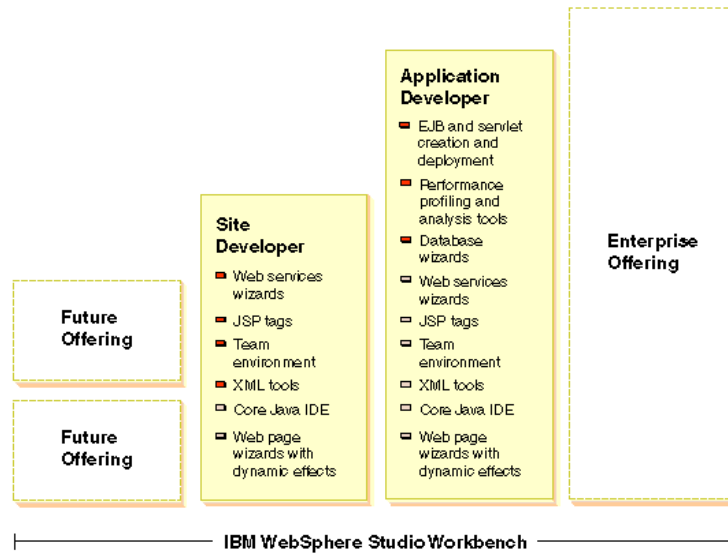 Future
Offering
Future
Offering
Site
Developer
Web services
wizards
JSP tags
Team
environment
XML tools
Core Java IDE
Web page
wizards with
dynamic effects
Application
Developer
EJB and servlet
creation and
deployment
Performance
profiling and
analysis tools
Database
wizards
Web services
wizards
JSP tags
Team
environment
XML tools
Core Java IDE
Web page
wizards with
dynamic effects
Enterprise
Offering
IBM WebSphere Studio Workbench